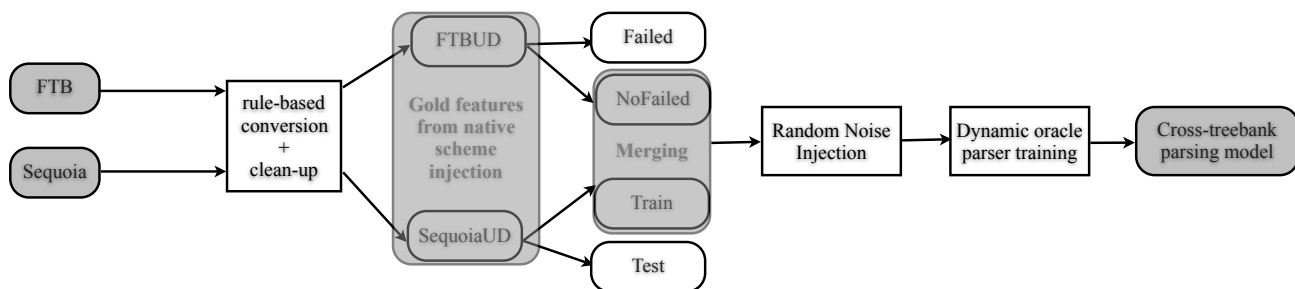 FTB
Sequoia
rule-based
conversion
+
clean-up
FTBUD
Gold features
from native
scheme
injection
SequoiaUD
Failed
NoFailed
Merging
Train
Test
Random Noise
Injection
Dynamic oracle
parser training
Cross-treebank
parsing model